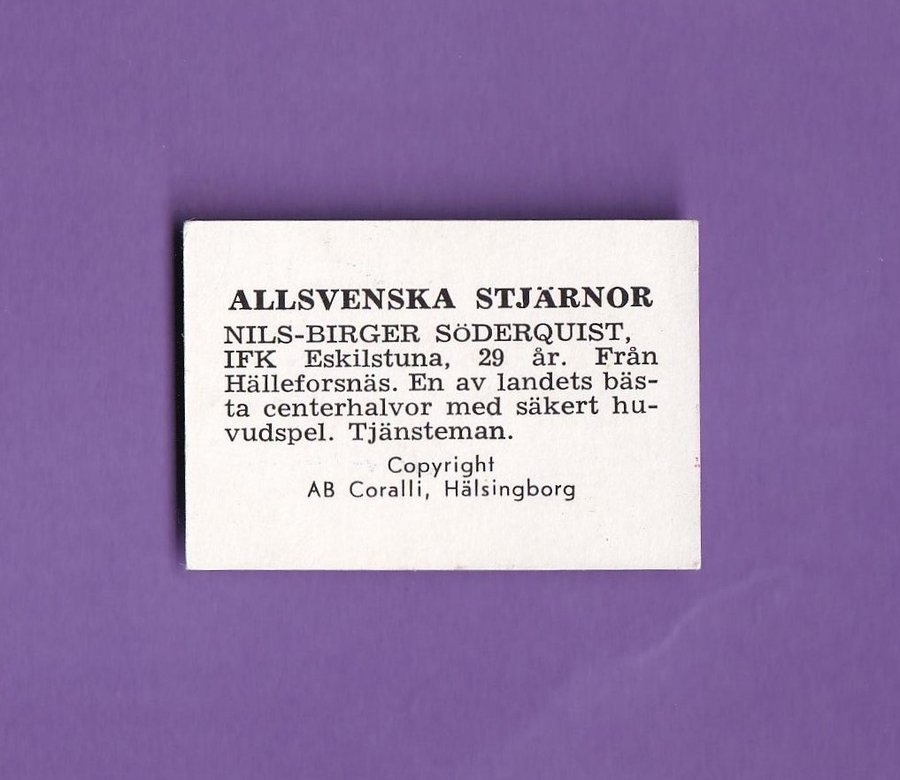 ALLSVENSKA STJÄRNOR
NILS-BIRGER SÖDERQUIST,
IFK Eskilstuna, 29 år. Från
Hälleforsnäs. En av landets bäs-
ta centerhalvor med säkert hu-
vudspel. Tjänsteman.
Copyright
AB Coralli, Hälsingborg